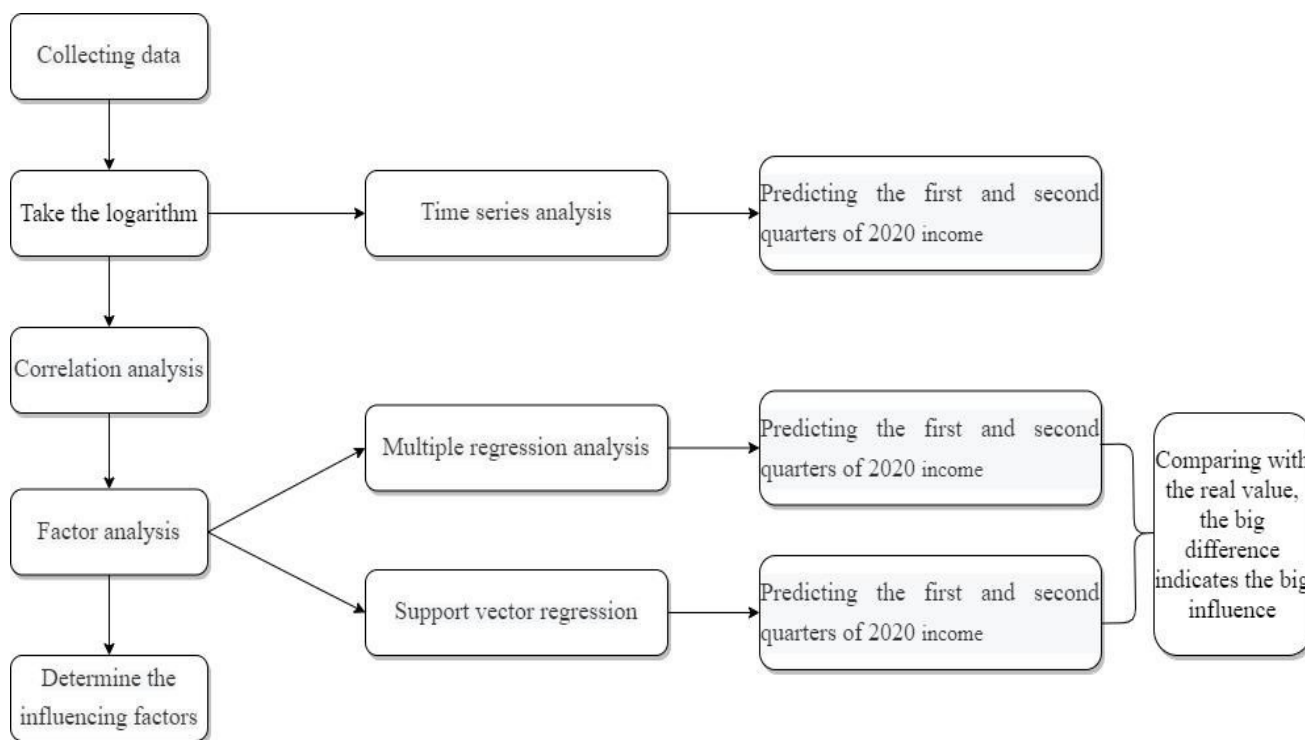 Collecting data
Take the logarithm
Time series analysis
Predicting the first and second
quarters of 2020 income
Correlation analysis
Multiple regression analysis
Predicting the first and second
quarters of 2020 income
Factor analysis
Support vector regression
Predicting the first and second
quarters of 2020 income
Comparing with
the real value,
the big
difference
indicates the big
influence
Determine the
influencing factors